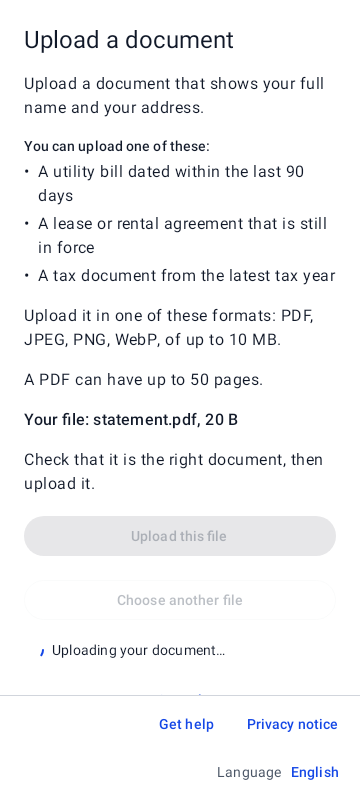 Upload a document
Upload a document that shows your full
name and your address.
You can upload one of these:
• A utility bill dated within the last 90
days
• A lease or rental agreement that is still
in force
• A tax document from the latest tax year
Upload it in one of these formats: PDF,
JPEG, PNG, WebP, of up to 10 MB.
A PDF can have up to 50 pages.
Your file: statement.pdf, 20 B
Check that it is the right document, then
upload it.
Upload this file
Choose another file
Uploading your document...
Get help Privacy notice
Language English